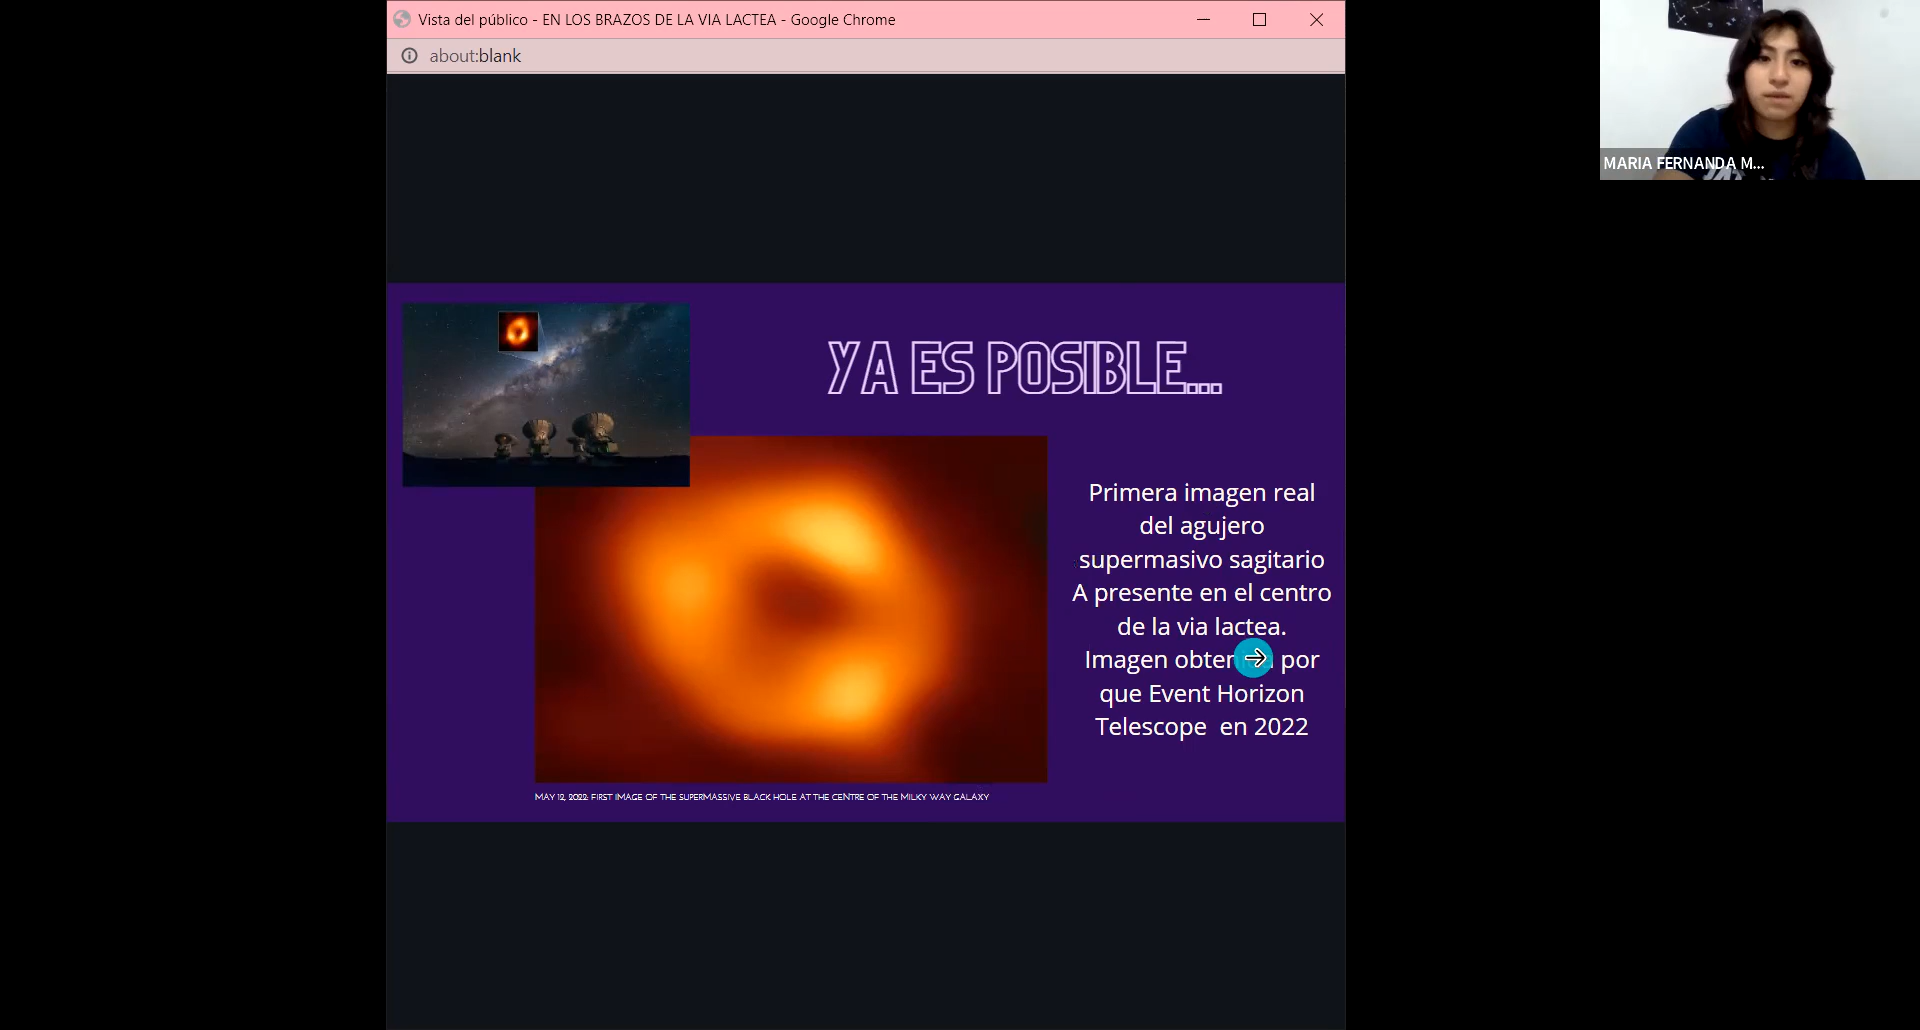 Vista del público - EN LOS BRAZOS DE LA VIA LACTEA - Google Chrome
about:blank
MARIA FERNANDA M...
YA ES POSIBLE...
Primera imagen real
del agujero
supermasivo sagitario
A presente en el centro
de la via lactea.
Imagen por
que Event Horizon
Telescope en 2022
MAY 12, 2022: FIRST IMAGE OF THE SUPERMASSIVE BLACK HOLE AT THE CENTRE OF THE MILKY WAY GALAXY